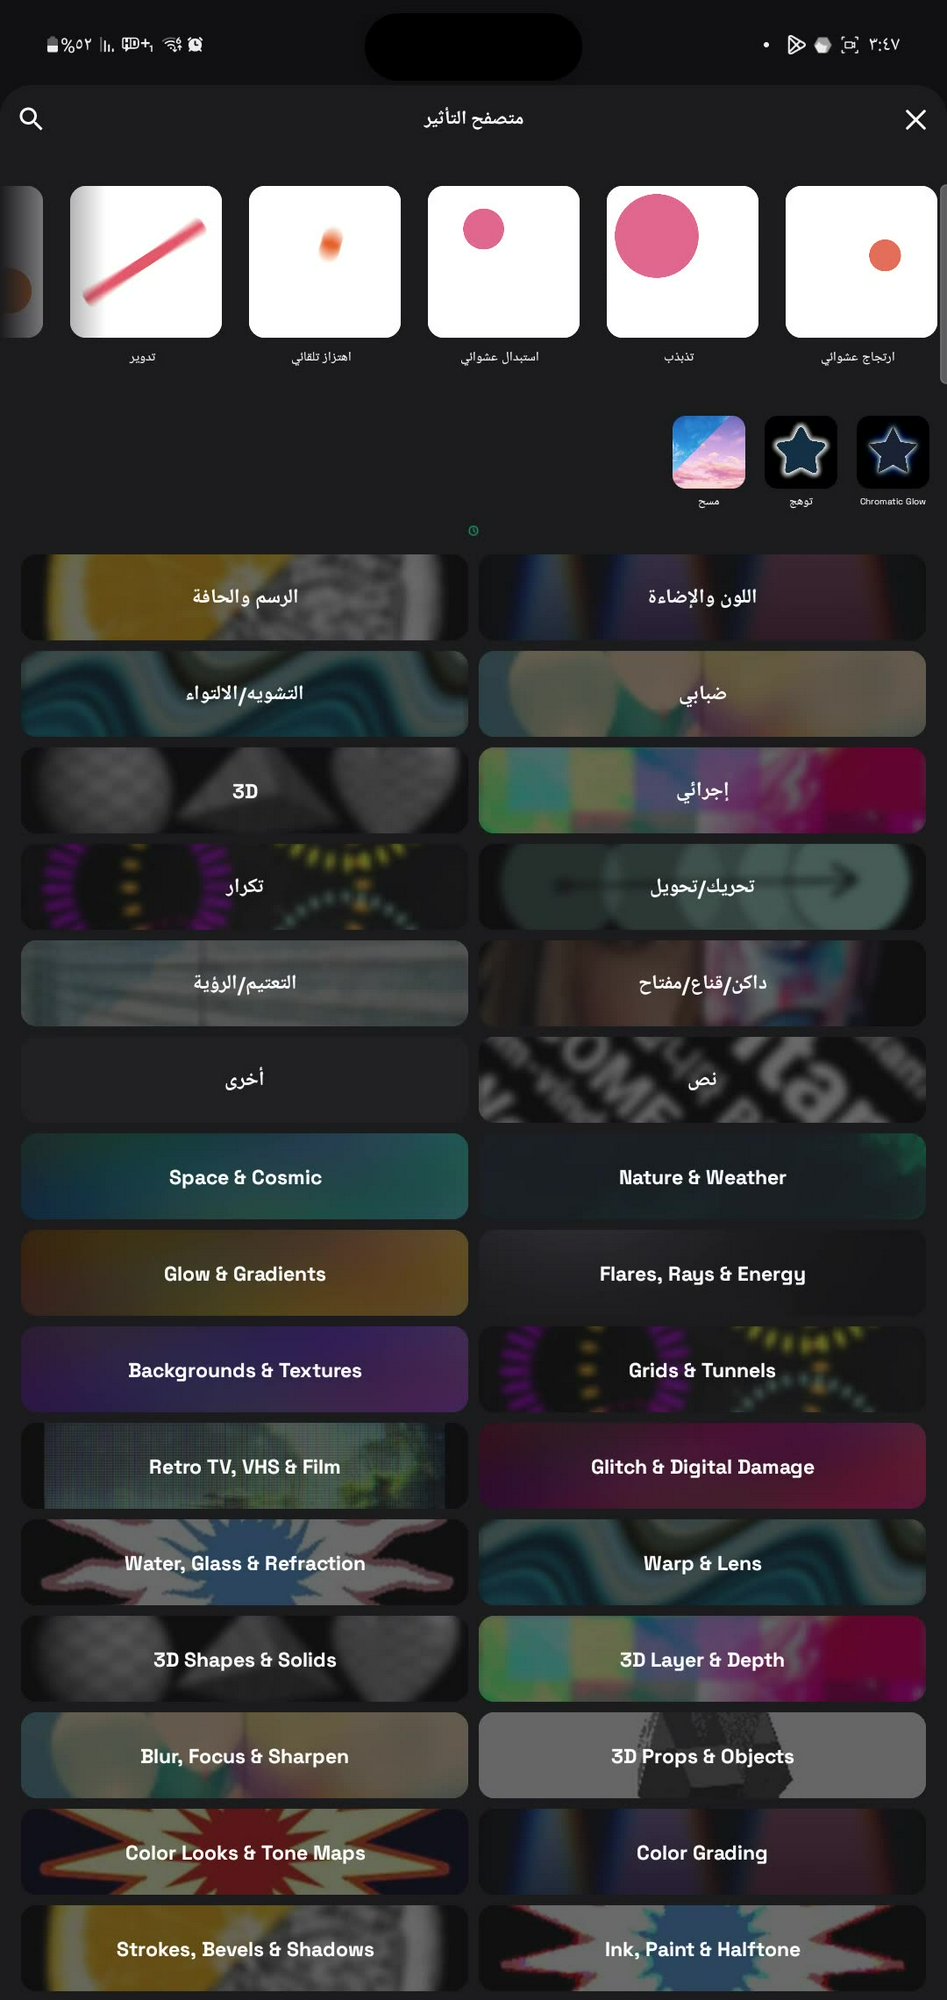 ٣:٤٧
%٥٢
HD+
متصفح التأثير
ارتجاج عشوائي
تذبذب
استبدال عشوائي
اهتزاز تلقائي
تدوير
Chromatic Glow
توهج
مسح
اللون والإضاءة
الرسم والحافة
ضبابي
التشويه/الالتواء
إجرائي
3D
تحريك/تحويل
تكرار
داكن/قناع/مفتاح
التعتيم/الرؤية
نص
أخرى
Nature & Weather
Space & Cosmic
Flares, Rays & Energy
Glow & Gradients
Grids & Tunnels
Backgrounds & Textures
Glitch & Digital Damage
Retro TV, VHS & Film
Warp & Lens
Water, Glass & Refraction
3D Layer & Depth
3D Shapes & Solids
3D Props & Objects
Blur, Focus & Sharpen
Color Grading
Color Looks & Tone Maps
Ink, Paint & Halftone
Strokes, Bevels & Shadows